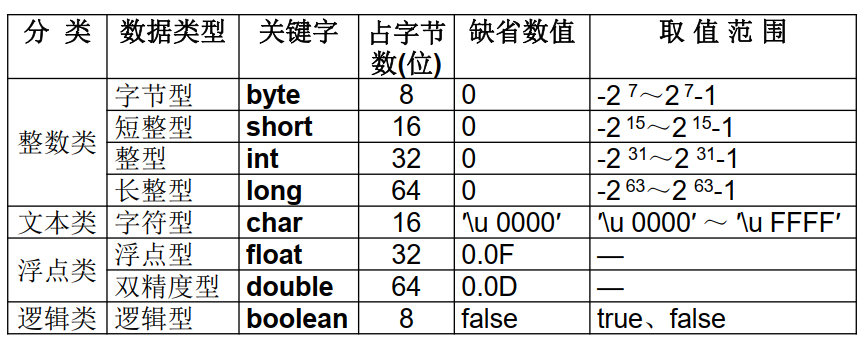 分 类 数据类型 关键字 占字节数(位) 缺省数值 取 值 范 围
整数类 字节型 byte 8 0 -2 7～2 7-1
短整型 short 16 0 -2 15～2 15-1
整型 int 32 0 -2 31～2 31-1
长整型 long 64 0 -2 63～2 63-1
文本类 字符型 char 16 '\u 0000' '\u 0000' ～ '\u FFFF'
浮点类 浮点型 float 32 0.0F —
双精度型 double 64 0.0D —
逻辑类 逻辑型 boolean 8 false true、false